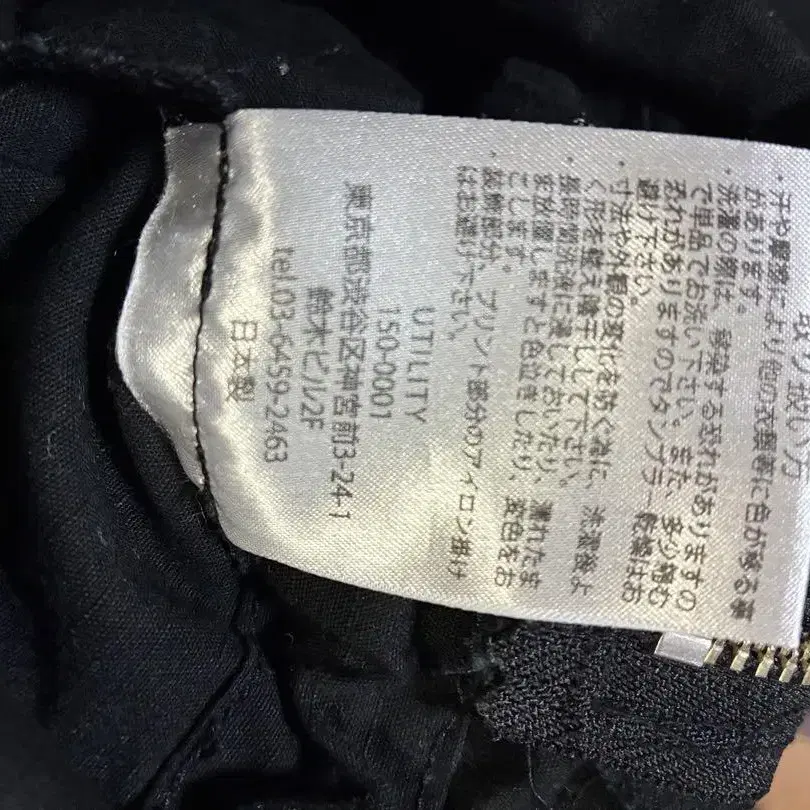 取り扱い方
・汗や摩擦により他の衣類等に色が移る事
があります。
洗濯の際は、移染する恐れがありますの
で単品でお洗い下さい。また、多少縮む
恐れがありますのでタンブラー乾燥はお
避け下さい。
・寸法や外観の変化を防ぐ為に、洗濯後よ
く形を整え陰干しして下さい。
・長時間浸液に浸しておいたり、濡れたま
ま放置しますと色泣きしたり、変色をお
こします。
・装飾部分、プリント部分のアイロン掛け
はお避け下さい。
UTILITY
150-0001
東京都渋谷区神宮前3-24-1
鈴木ビル2F
tel.03-6459-2463
日本製